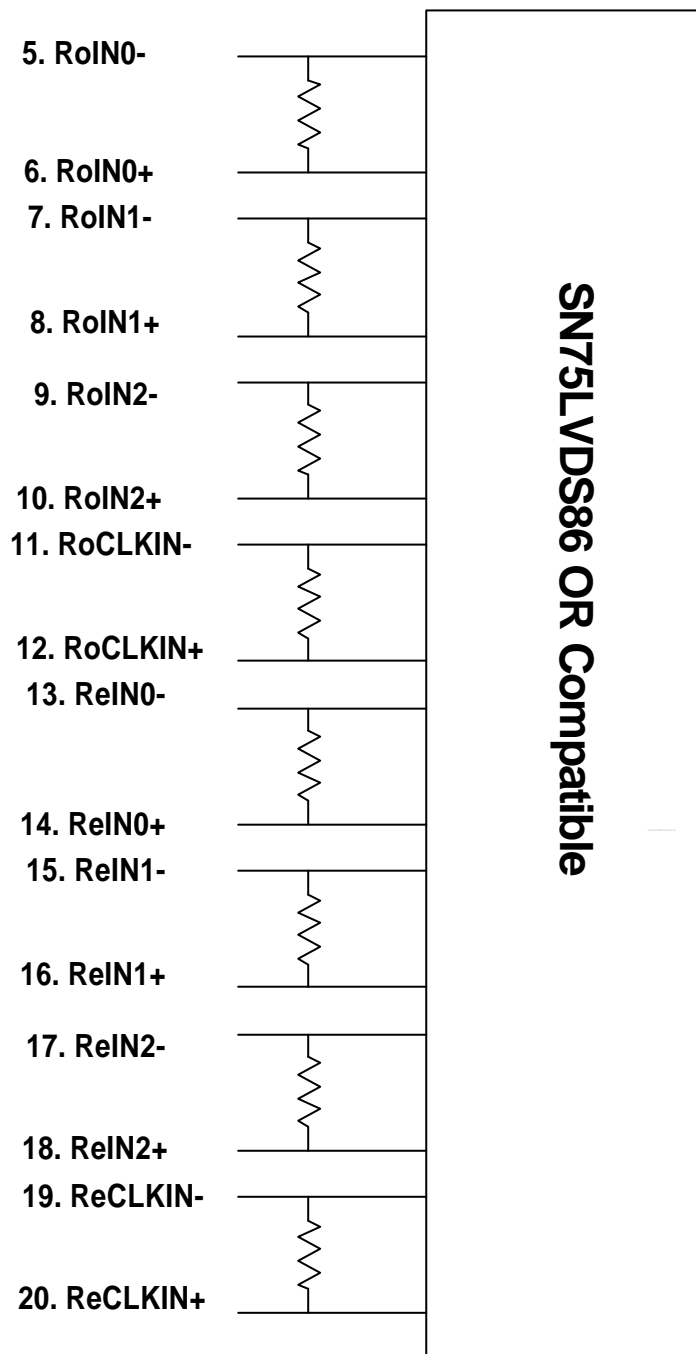 5. RoIN0-
6. RoIN0+
7. RoIN1-
8. RoIN1+
9. RoIN2-
10. RoIN2+
11. RoCLKIN-
12. RoCLKIN+
13. ReIN0-
14. ReIN0+
15. ReIN1-
16. ReIN1+
17. ReIN2-
18. ReIN2+
19. ReCLKIN-
20. ReCLKIN+
SN75LVDS86 OR Compatible